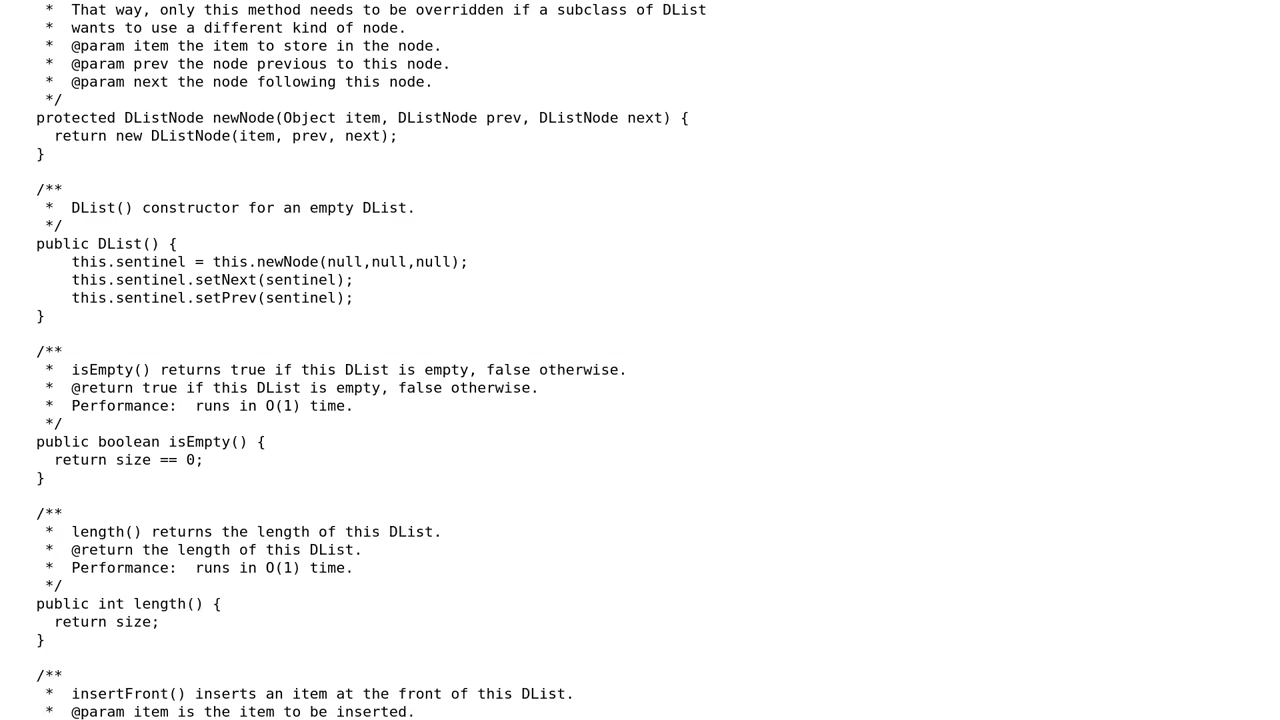 *  That way, only this method needs to be overridden if a subclass of DList
 *  wants to use a different kind of node.
 *  @param item the item to store in the node.
 *  @param prev the node previous to this node.
 *  @param next the node following this node.
 */
protected DListNode newNode(Object item, DListNode prev, DListNode next) {
  return new DListNode(item, prev, next);
}

/**
 *  DList() constructor for an empty DList.
 */
public DList() {
    this.sentinel = this.newNode(null,null,null);
    this.sentinel.setNext(sentinel);
    this.sentinel.setPrev(sentinel);
}

/**
 *  isEmpty() returns true if this DList is empty, false otherwise.
 *  @return true if this DList is empty, false otherwise.
 *  Performance:  runs in O(1) time.
 */
public boolean isEmpty() {
  return size == 0;
}

/**
 *  length() returns the length of this DList.
 *  @return the length of this DList.
 *  Performance:  runs in O(1) time.
 */
public int length() {
  return size;
}

/**
 *  insertFront() inserts an item at the front of this DList.
 *  @param item is the item to be inserted.